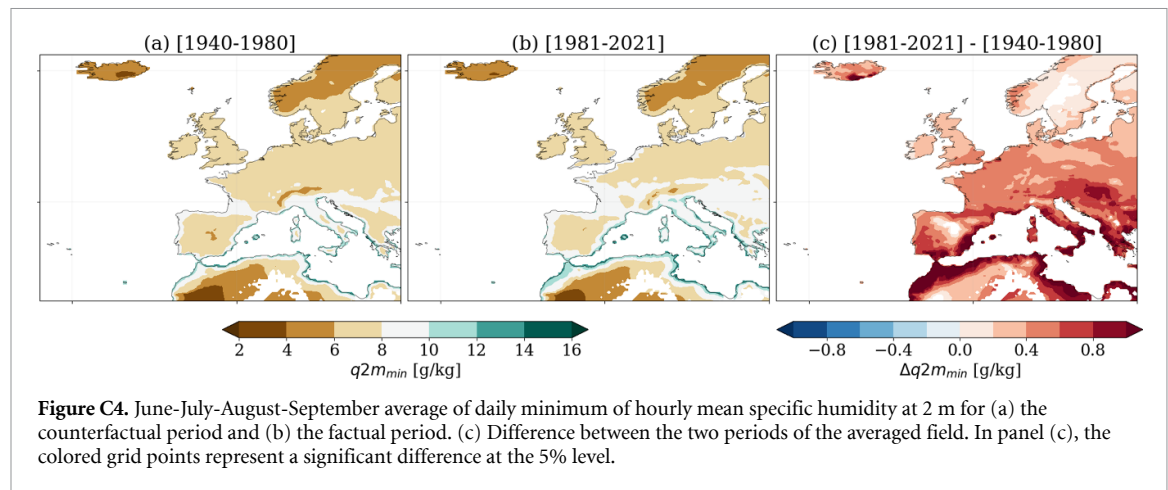 (a) [1940-1980] (b) [1981-2021] (c) [1981-2021] - [1940-1980]
2 4 6 8 10 12 14 16 −0.8 −0.4 0.0 0.4 0.8
q2m_min [g/kg] Δq2m_min [g/kg]
Figure C4. June-July-August-September average of daily minimum of hourly mean specific humidity at 2 m for (a) the
counterfactual period and (b) the factual period. (c) Difference between the two periods of the averaged field. In panel (c), the
colored grid points represent a significant difference at the 5% level.